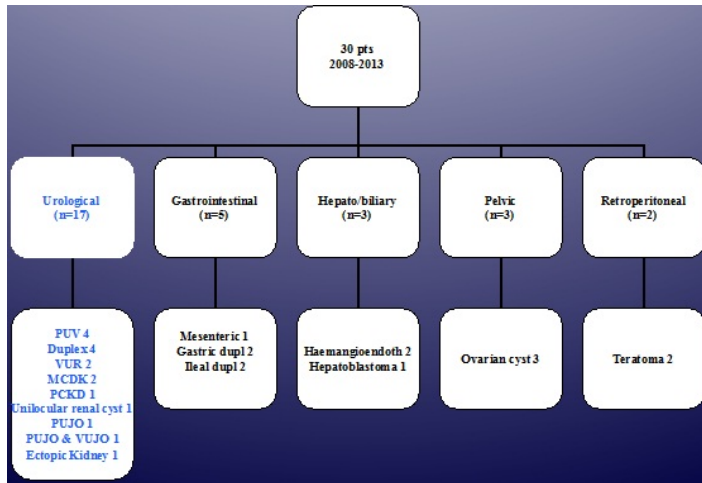 30 pts
2008-2013
Urological
(n=17)
Gastrointestinal
(n=5)
Hepato/biliary
(n=3)
Pelvic
(n=3)
Retroperitoneal
(n=2)
PUV 4
Duplex 4
VUR 2
MCDK 2
PCKD 1
Unilocular renal cyst 1
PUJO 1
PUJO & VUJO 1
Ectopic Kidney 1
Mesenteric 1
Gastric dupl 2
Ileal dupl 2
Haemangioendoth 2
Hepatoblastoma 1
Ovarian cyst 3
Teratoma 2